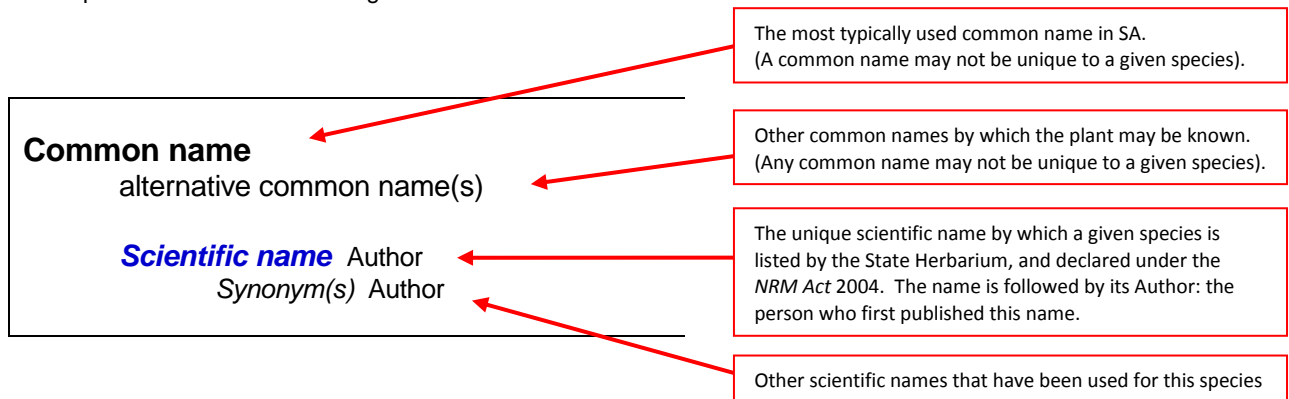 The most typically used common name in SA.
(A common name may not be unique to a given species).
Common name
alternative common name(s)
Other common names by which the plant may be known.
(Any common name may not be unique to a given species).
Scientific name Author
Synonym(s) Author
The unique scientific name by which a given species is
listed by the State Herbarium, and declared under the
NRM Act 2004. The name is followed by its Author: the
person who first published this name.
Other scientific names that have been used for this species